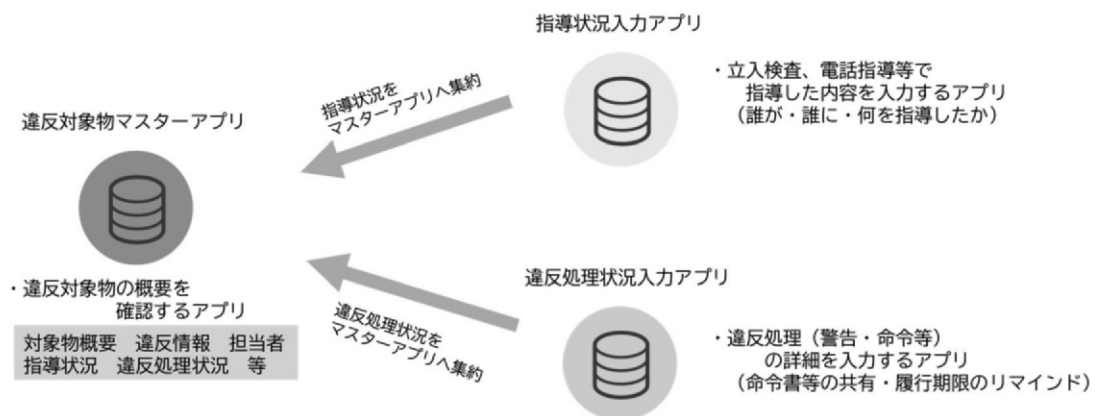 指導状況入力アプリ
・立入検査、電話指導等で
指導した内容を入力するアプリ
（誰が・誰に・何を指導したか）
指導状況を
マスターアプリへ集約
違反対象物マスターアプリ
・違反対象物の概要を
確認するアプリ
対象物概要　違反情報　担当者
指導状況　違反処理状況　等
違反処理状況を
マスターアプリへ集約
違反処理状況入力アプリ
・違反処理（警告・命令等）
の詳細を入力するアプリ
（命令書等の共有・履行期限のリマインド）